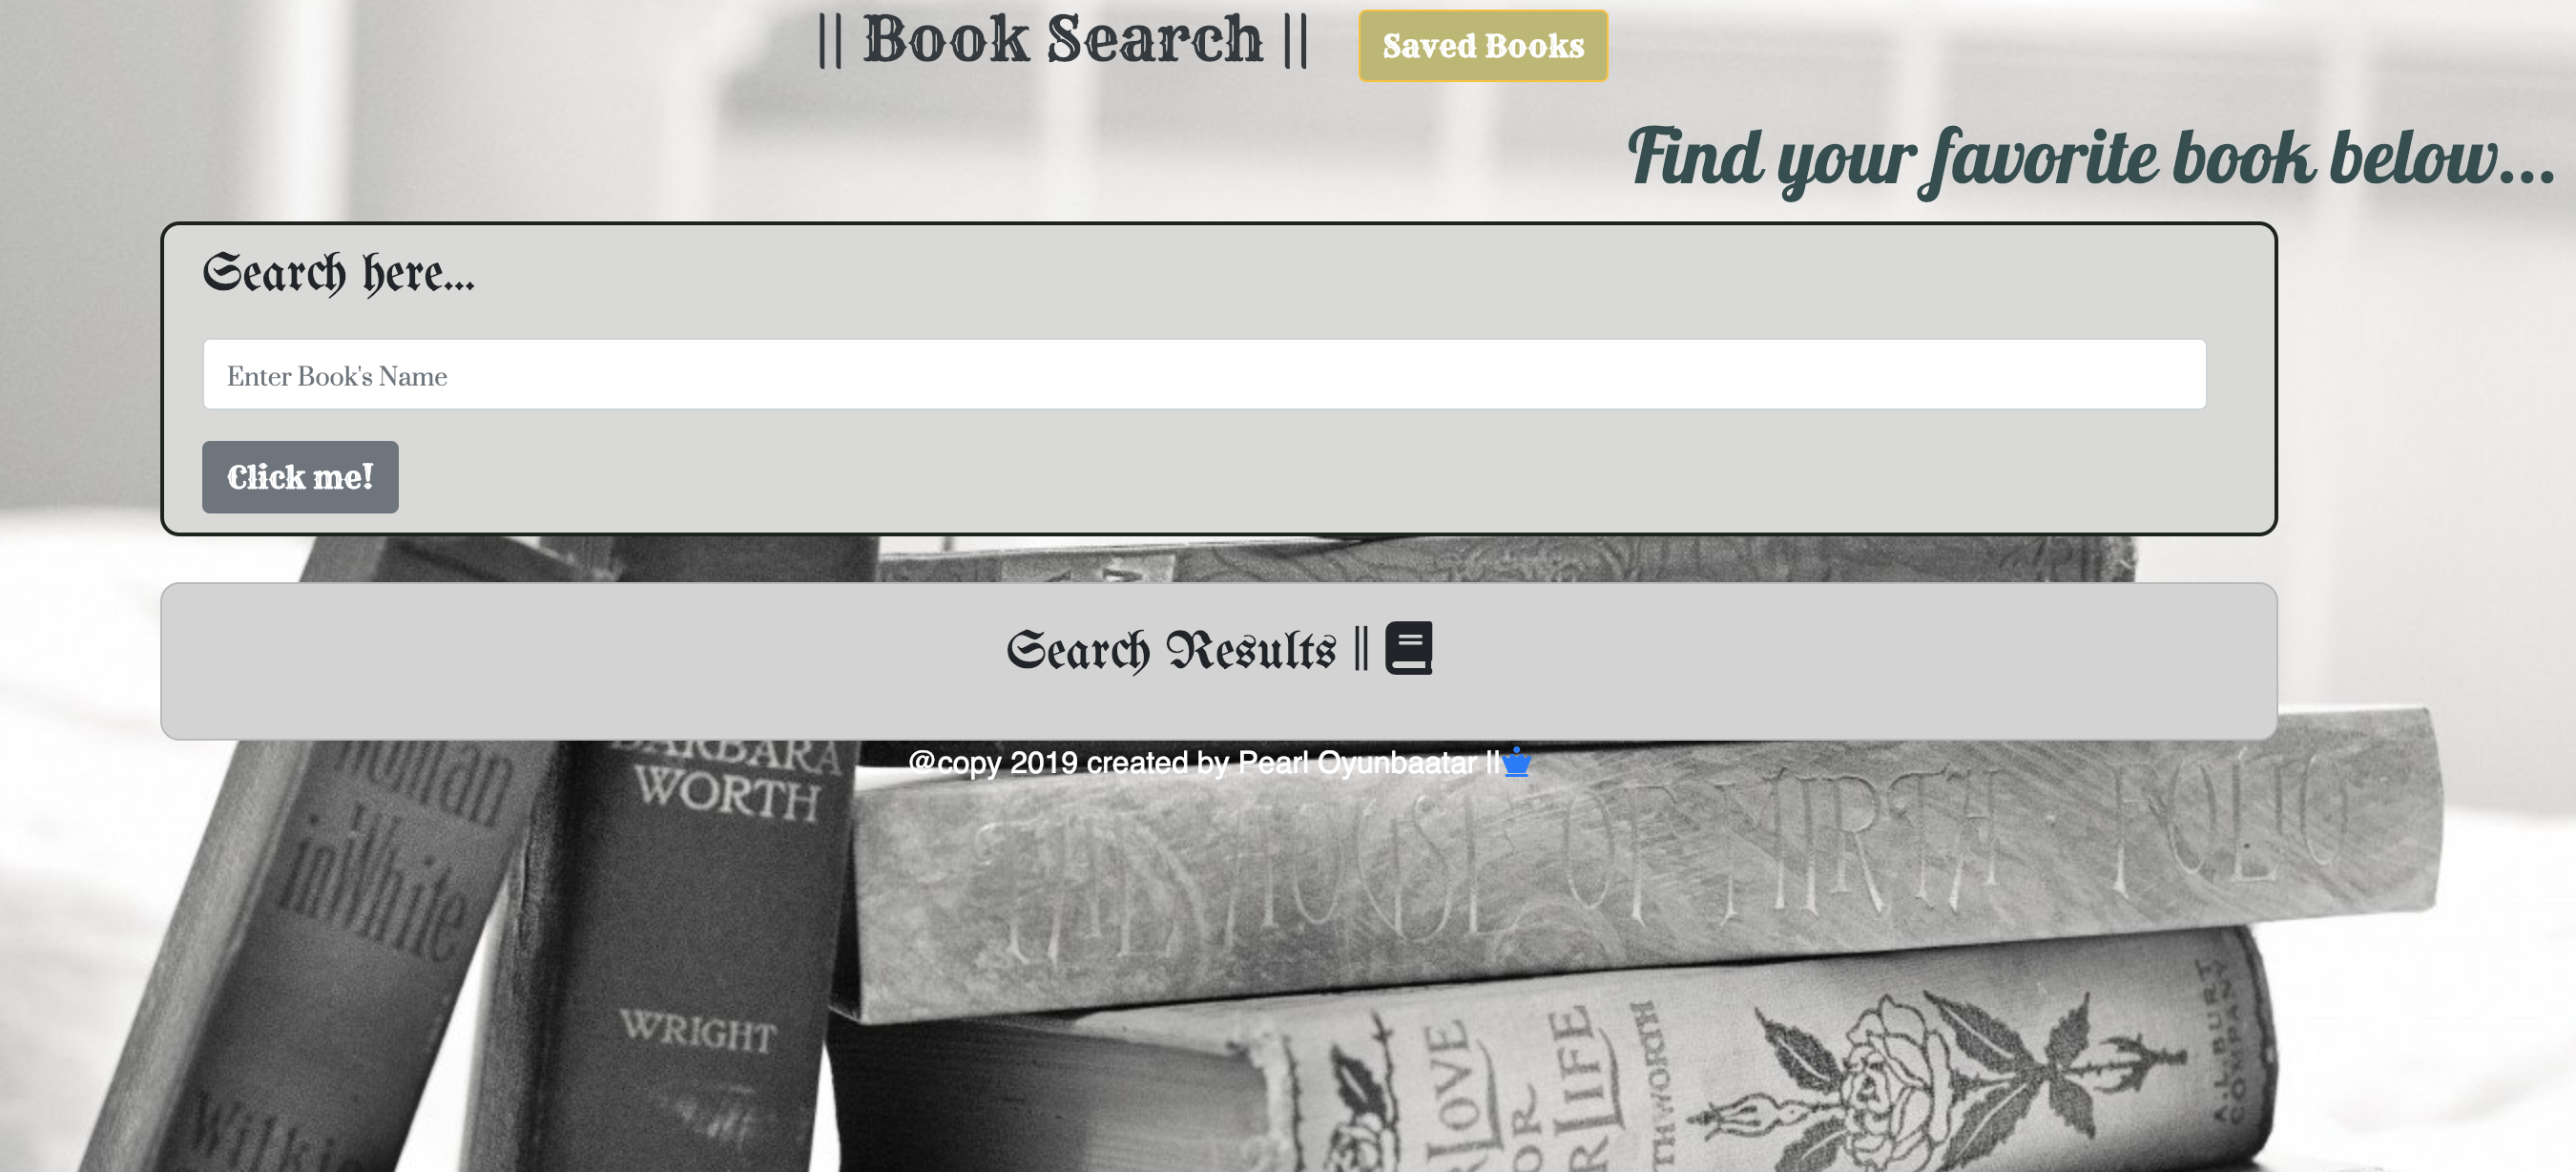 || Book Search ||
Saved Books
Find your favorite book below...
Search here...
Enter Book's Name
Click me!
Search Results ||
@copy 2019 created by Pearl Oyunbaatar ||
BARBARA
WORTH
WRIGHT
in White
THE HOUSE OF MIRTH FOLIO
LOVE
OR
LIFE
A.L. BURT
COMPANY